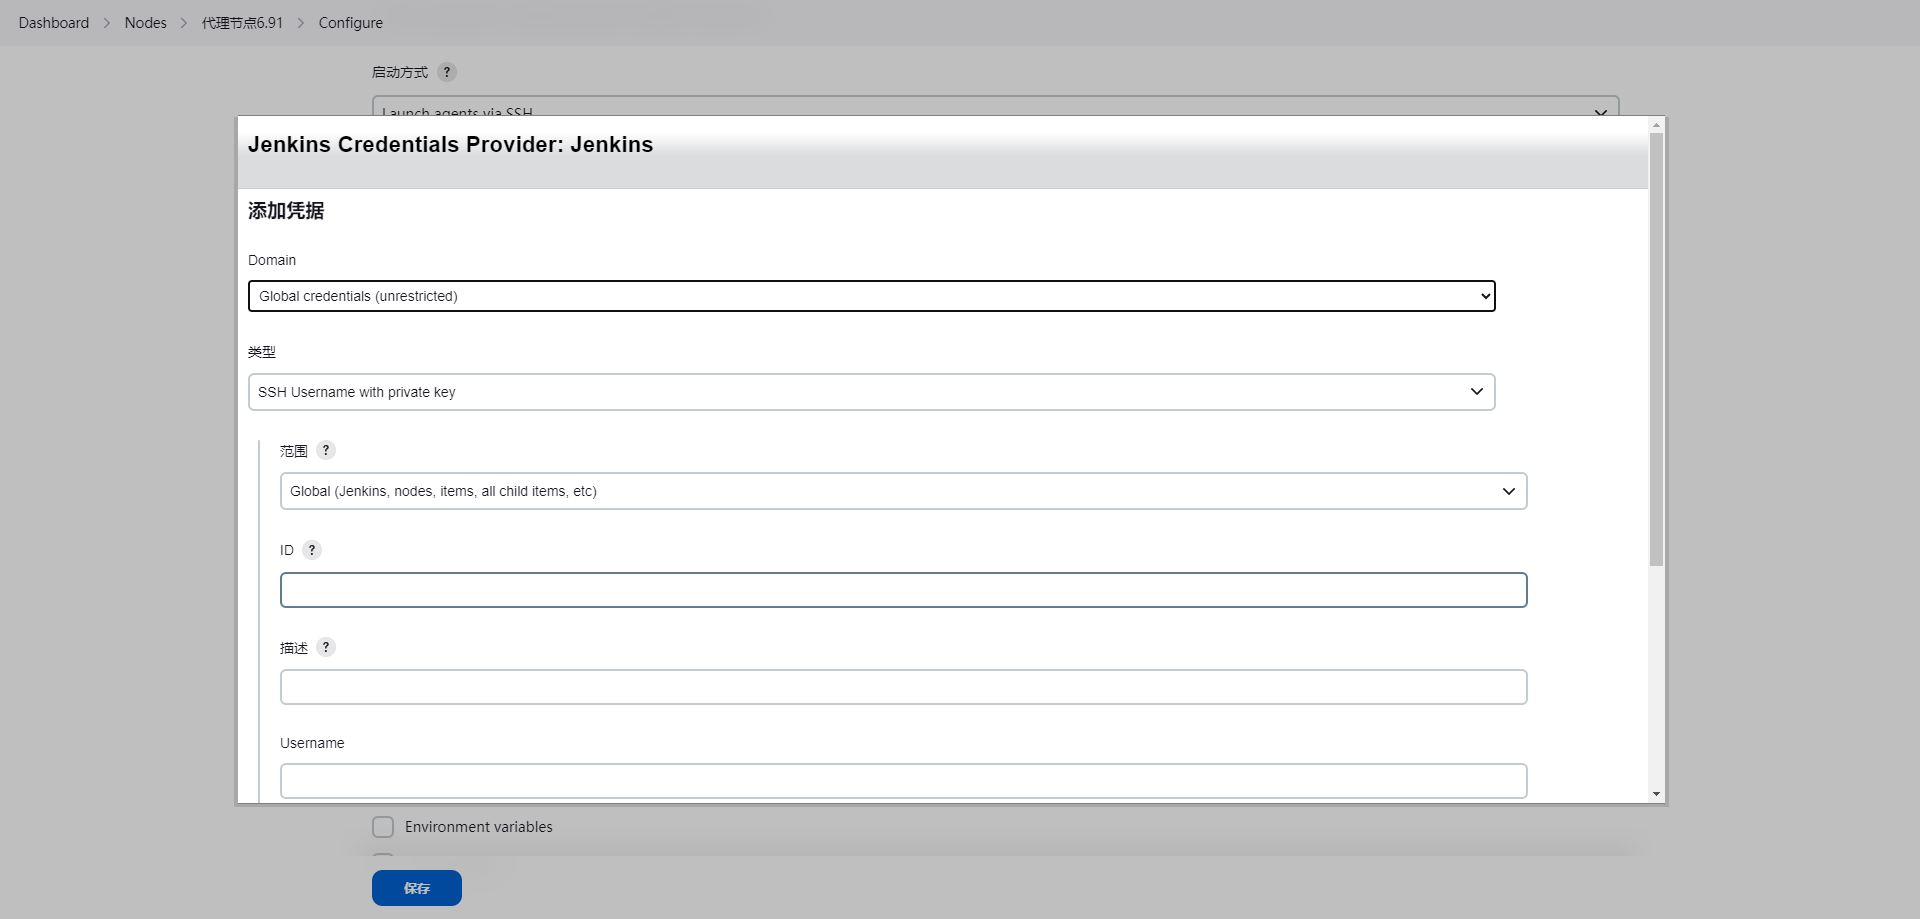 Dashboard > Nodes > 代理节点6.91 > Configure
启动方式 ?
Launch agents via SSH
Jenkins Credentials Provider: Jenkins
添加凭据
Domain
Global credentials (unrestricted)
类型
SSH Username with private key
范围 ?
Global (Jenkins, nodes, items, all child items, etc)
ID ?
描述 ?
Username
Environment variables
保存